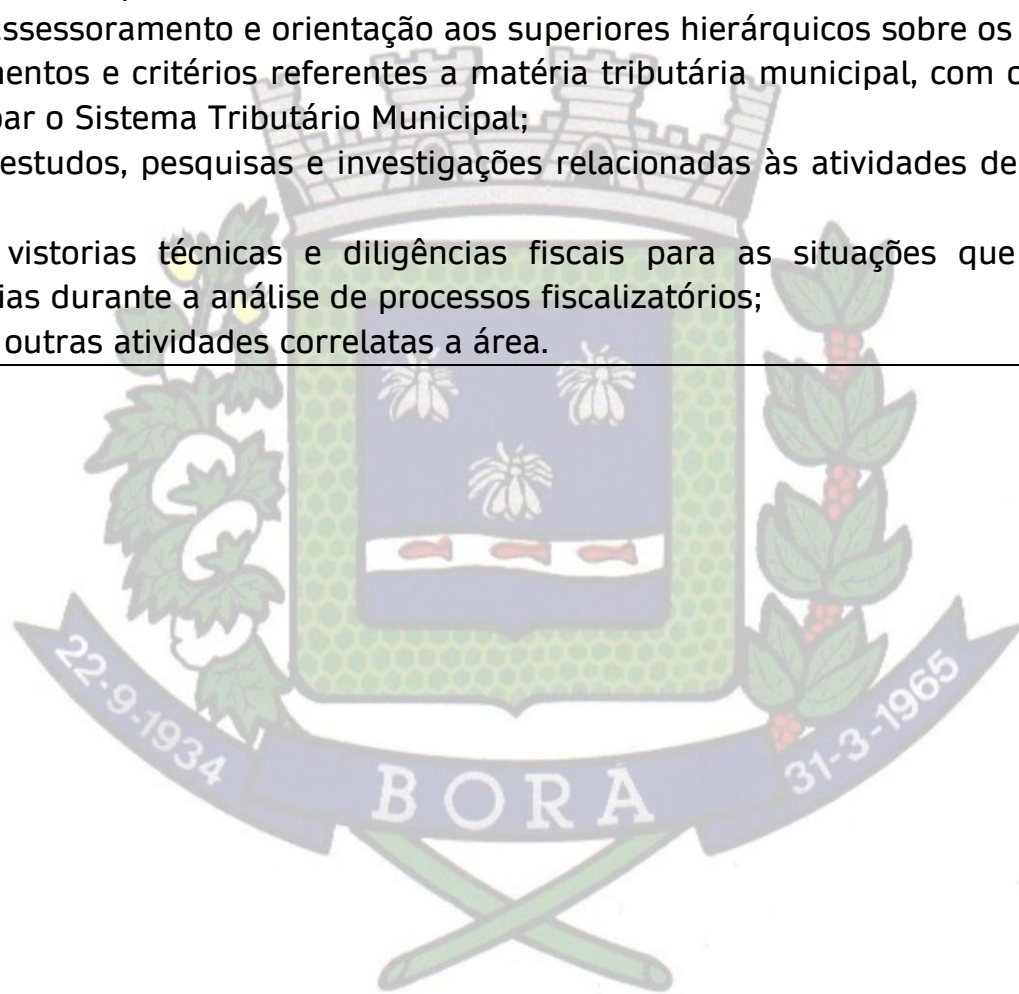 assessoramento e orientação aos superiores hierárquicos sobre os
mentos e critérios referentes a matéria tributária municipal, com
par o Sistema Tributário Municipal;
estudos, pesquisas e investigações relacionadas às atividades de
vistorias técnicas e diligências fiscais para as situações que
ias durante a análise de processos fiscalizatórios;
outras atividades correlatas a área.
22-9-1934
BORÁ
31-3-1965